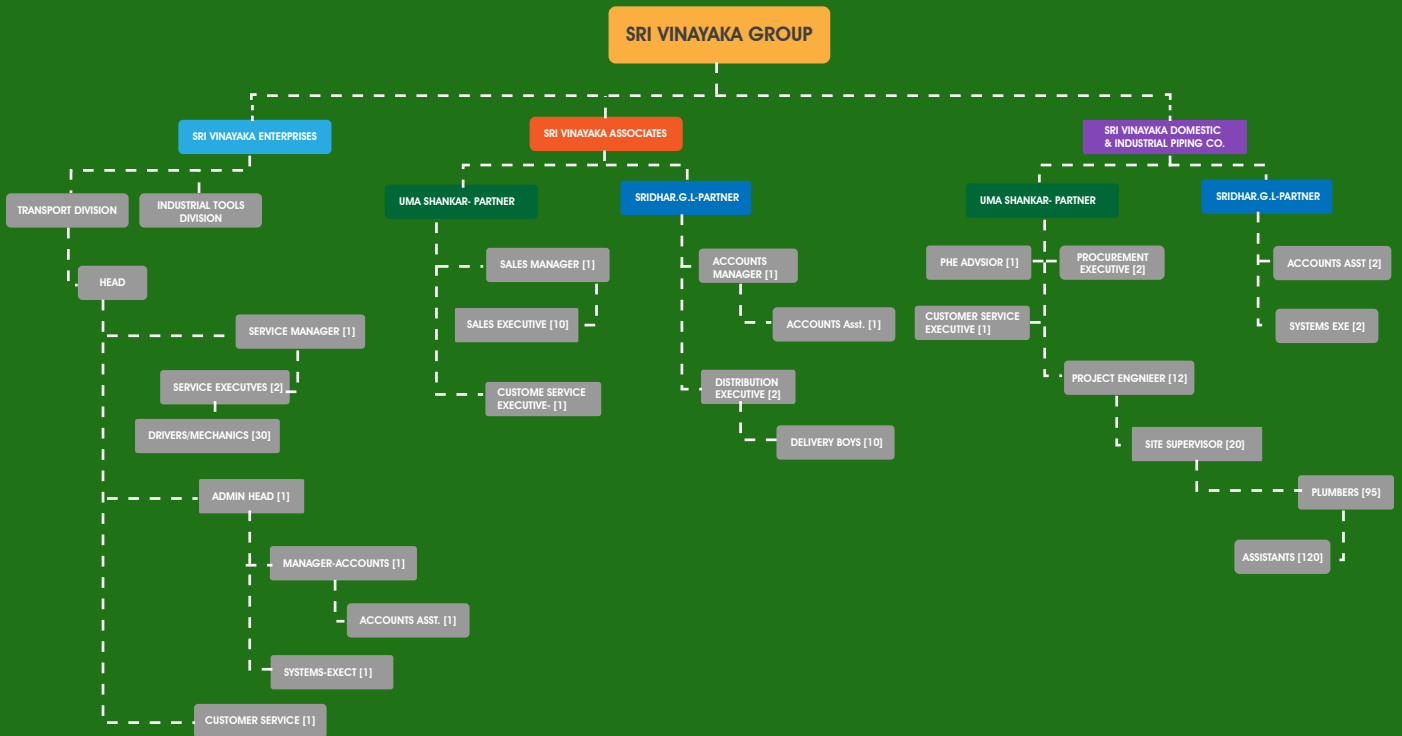 SRI VINAYAKA GROUP
SRI VINAYAKA ENTERPRISES
SRI VINAYAKA ASSOCIATES
SRI VINAYAKA DOMESTIC
& INDUSTRIAL PIPING CO.
TRANSPORT DIVISION
INDUSTRIAL TOOLS
DIVISION
HEAD
SERVICE MANAGER [1]
SERVICE EXECUTVES [2]
DRIVERS/MECHANICS [30]
ADMIN HEAD [1]
MANAGER-ACCOUNTS [1]
ACCOUNTS ASST. [1]
SYSTEMS-EXECT [1]
CUSTOMER SERVICE [1]
UMA SHANKAR- PARTNER
SALES MANAGER [1]
SALES EXECUTIVE [10]
CUSTOME SERVICE
EXECUTIVE- [1]
SRIDHAR.G.L-PARTNER
ACCOUNTS
MANAGER [1]
ACCOUNTS Asst. [1]
DISTRIBUTION
EXECUTIVE [2]
DELIVERY BOYS [10]
UMA SHANKAR- PARTNER
PHE ADVSIOR [1]
PROCUREMENT
EXECUTIVE [2]
CUSTOMER SERVICE
EXECUTIVE [1]
PROJECT ENGNIEER [12]
SITE SUPERVISOR [20]
PLUMBERS [95]
ASSISTANTS [120]
SRIDHAR.G.L-PARTNER
ACCOUNTS ASST [2]
SYSTEMS EXE [2]